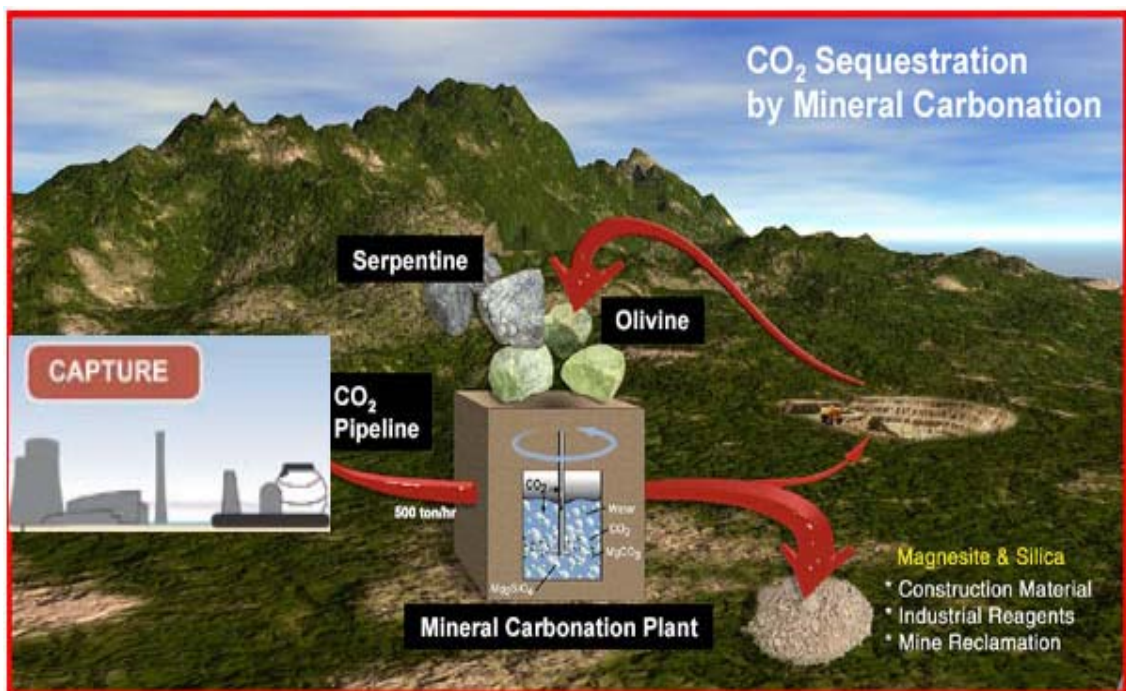 CO₂ Sequestration
by Mineral Carbonation
Serpentine
Olivine
CAPTURE
CO₂
Pipeline
500 ton/hr
CO₂
Water
CO₂
MgCO₃
Mg₂SiO₄
Mineral Carbonation Plant
Magnesite & Silica
* Construction Material
* Industrial Reagents
* Mine Reclamation